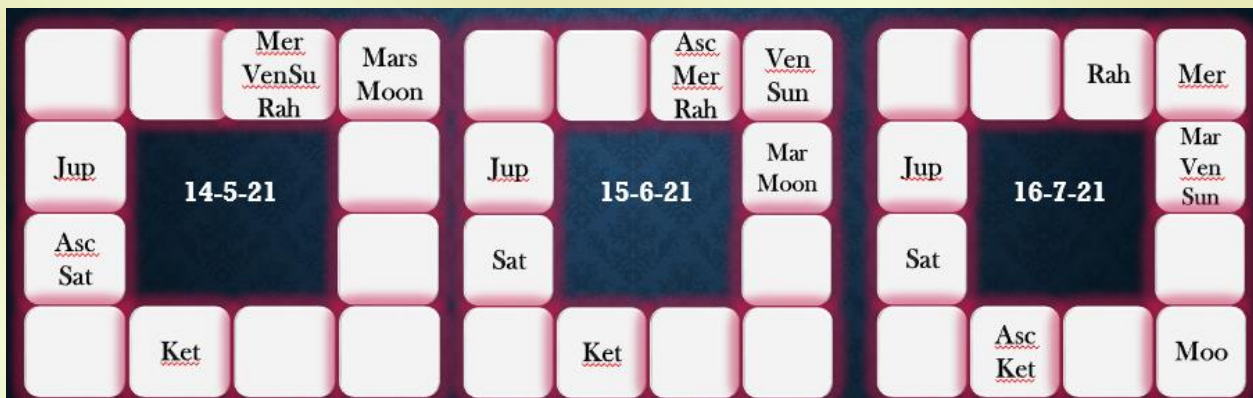 Mer
VenSu
Rah
Mars
Moon
Jup
14-5-21
Asc
Sat
Ket
Asc
Mer
Rah
Ven
Sun
Jup
15-6-21
Mar
Moon
Sat
Ket
Rah
Mer
Jup
16-7-21
Mar
Ven
Sun
Sat
Asc
Ket
Moo